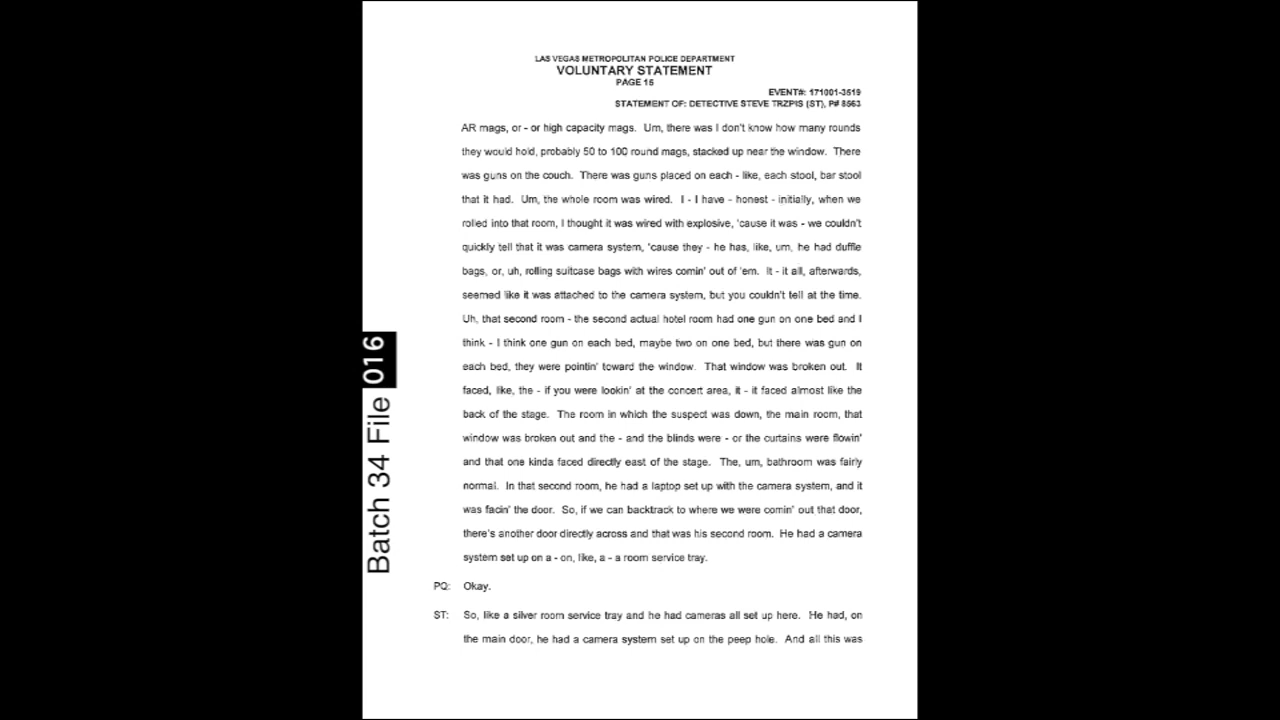 LAS VEGAS METROPOLITAN POLICE DEPARTMENT
VOLUNTARY STATEMENT
PAGE 16
EVENT#: 171001-3519
STATEMENT OF: DETECTIVE STEVE TRZPIS (ST), P# 8563
AR mags, or - or high capacity mags. Um, there was I don't know how many rounds
they would hold, probably 50 to 100 round mags, stacked up near the window. There
was guns on the couch. There was guns placed on each - like, each stool, bar stool
that it had. Um, the whole room was wired. I - I have - honest - initially, when we
rolled into that room, I thought it was wired with explosive, 'cause it was - we couldn't
quickly tell that it was camera system, 'cause they - he has, like, um, he had duffle
bags, or, uh, rolling suitcase bags with wires comin' out of 'em. It - it all, afterwards,
seemed like it was attached to the camera system, but you couldn't tell at the time.
Uh, that second room - the second actual hotel room had one gun on one bed and I
think - I think one gun on each bed, maybe two on one bed, but there was gun on
each bed, they were pointin' toward the window. That window was broken out. It
faced, like, the - if you were lookin' at the concert area, it - it faced almost like the
back of the stage. The room in which the suspect was down, the main room, that
window was broken out and the - and the blinds were - or the curtains were flowin'
and that one kinda faced directly east of the stage. The, um, bathroom was fairly
normal. In that second room, he had a laptop set up with the camera system, and it
was facin' the door. So, if we can backtrack to where we were comin' out that door,
there's another door directly across and that was his second room. He had a camera
system set up on a - on, like, a - a room service tray.
PQ: Okay.
ST: So, like a silver room service tray and he had cameras all set up here. He had, on
the main door, he had a camera system set up on the peep hole. And all this was
Batch 34 File 016